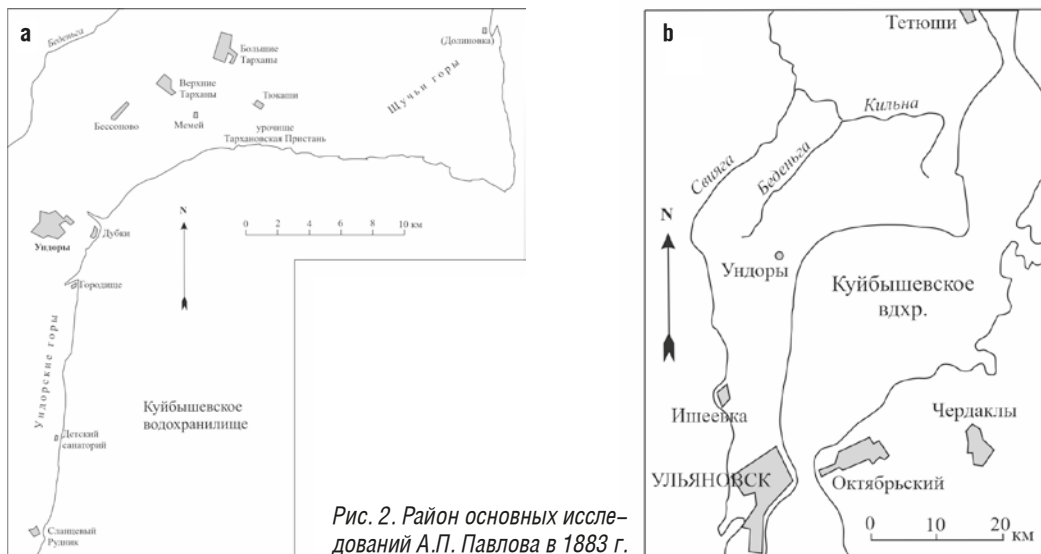 a
Беденьга
(Долиновка)
Большие
Тарханы
Верхние
Тарханы
Тюкаши
Щучьи горы
Бессоново
Мемей
урочище
Тархановская Пристань
N
0 2 4 6 8 10 км
Ундоры
Дубки
Городище
Ундорские горы
Куйбышевское
водохранилище
Детский
санаторий
Сланцевый
Рудник
Рис. 2. Район основных иссле-
дований А.П. Павлова в 1883 г.
b
Тетюши
Кильна
Свияга
Беденьга
N
Ундоры
Куйбышевское
вдхр.
Ишеевка
Чердаклы
УЛЬЯНОВСК
Октябрьский
0 10 20
км